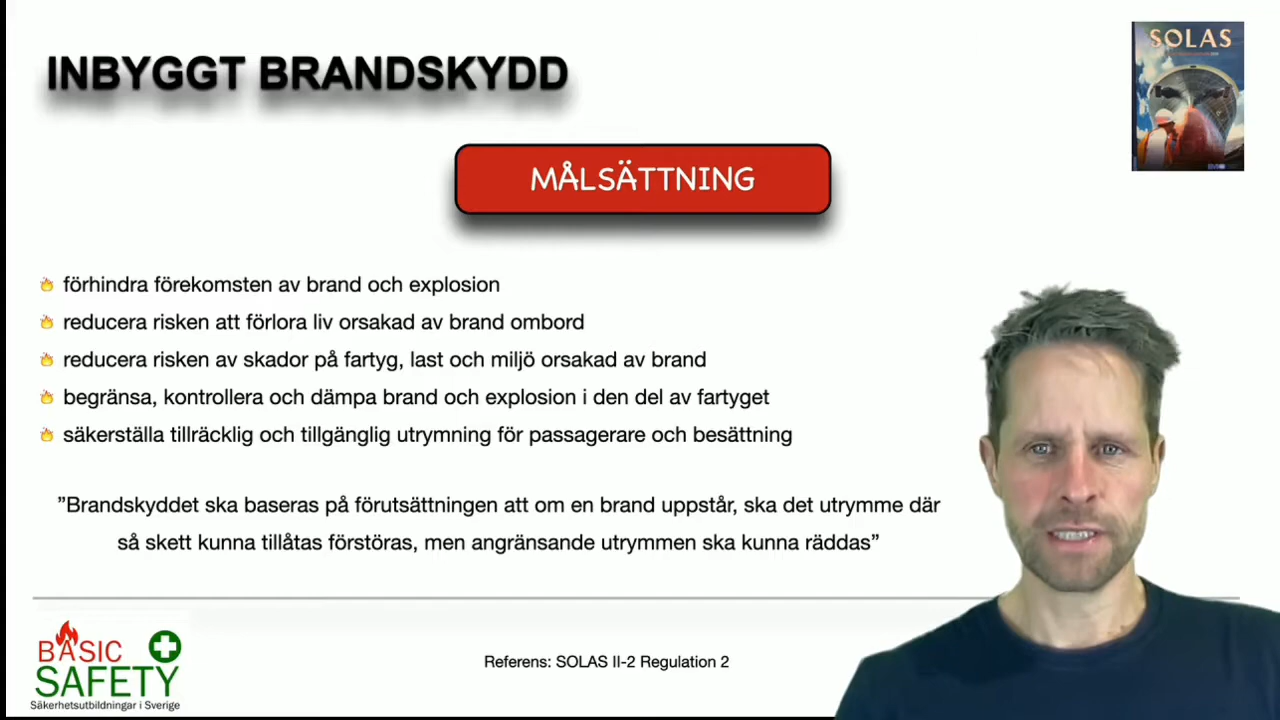 INBYGGT BRANDSKYDD
SOLAS
MÅLSÄTTNING
förhindra förekomsten av brand och explosion
reducera risken att förlora liv orsakad av brand ombord
reducera risken av skador på fartyg, last och miljö orsakad av brand
begränsa, kontrollera och dämpa brand och explosion i den del av fartyget
säkerställa tillräcklig och tillgänglig utrymning för passagerare och besättning
”Brandskyddet ska baseras på förutsättningen att om en brand uppstår, ska det utrymme där
så skett kunna tillåtas förstöras, men angränsande utrymmen ska kunna räddas”
BASIC
SAFETY
Säkerhetsutbildningar i Sverige
Referens: SOLAS II-2 Regulation 2